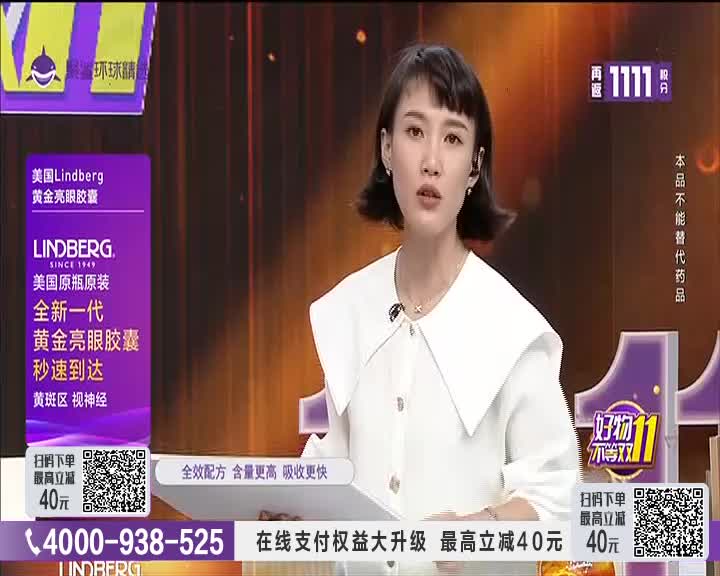 环球精选
再返
1111
积分
本品不能替代药品
美国Lindberg
黄金亮眼胶囊
LINDBERG®
SINCE 1949
美国原瓶原装
全新一代
黄金亮眼胶囊
秒速到达
黄斑区 视神经
好物
不等双11
扫码下单
最高立减
40元
全效配方 含量更高 吸收更快
扫码下单
最高立减
40元
4000-938-525
在线支付权益大升级 最高立减40元
LINDBERG